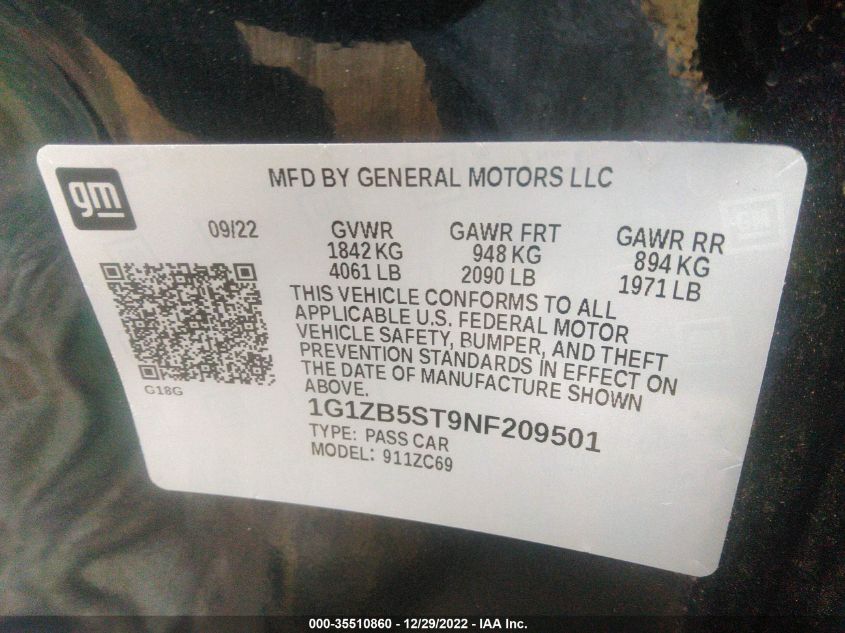 gm
MFD BY GENERAL MOTORS LLC
09/22
GVWR
1842 KG
4061 LB
GAWR FRT
948 KG
2090 LB
GAWR RR
894 KG
1971 LB
THIS VEHICLE CONFORMS TO ALL
APPLICABLE U.S. FEDERAL MOTOR
VEHICLE SAFETY, BUMPER, AND THEFT
PREVENTION STANDARDS IN EFFECT ON
THE DATE OF MANUFACTURE SHOWN
ABOVE.
G18G
1G1ZB5ST9NF209501
TYPE: PASS CAR
MODEL: 911ZC69
000-35510860 - 12/29/2022 - IAA Inc.